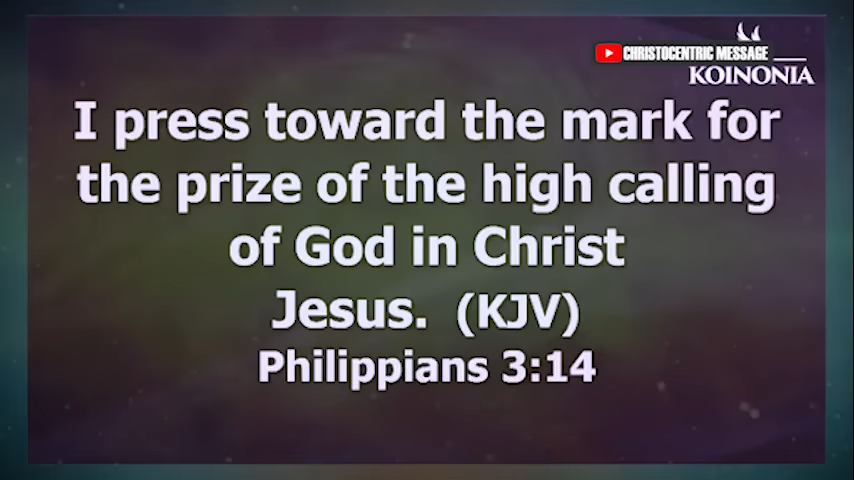 CHRISTOCENTRIC MESSAGE
KOINONIA
I press toward the mark for
the prize of the high calling
of God in Christ
Jesus. (KJV)
Philippians 3:14